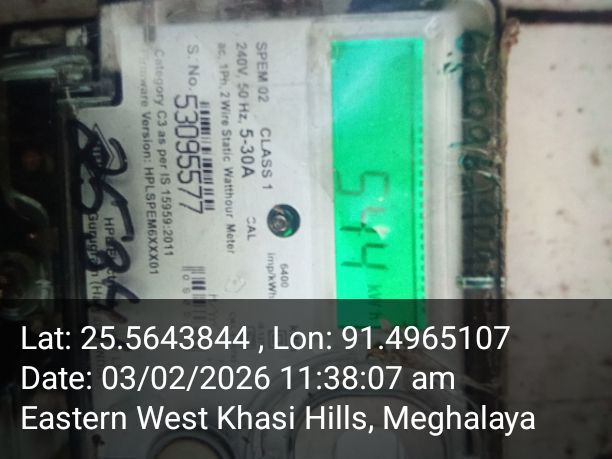 SPEM 02 CLASS 1
240V, 50 Hz, 5-30A
ac, 1Ph, 2 Wire Static Watthour Meter
S. No. 53095577
Category C3 as per IS 15959:2011
Firmware Version: HPLSPEM6XXX01
CAL
6400
imp/kWh
544 kWh
Lat: 25.5643844 , Lon: 91.4965107
Date: 03/02/2026 11:38:07 am
Eastern West Khasi Hills, Meghalaya